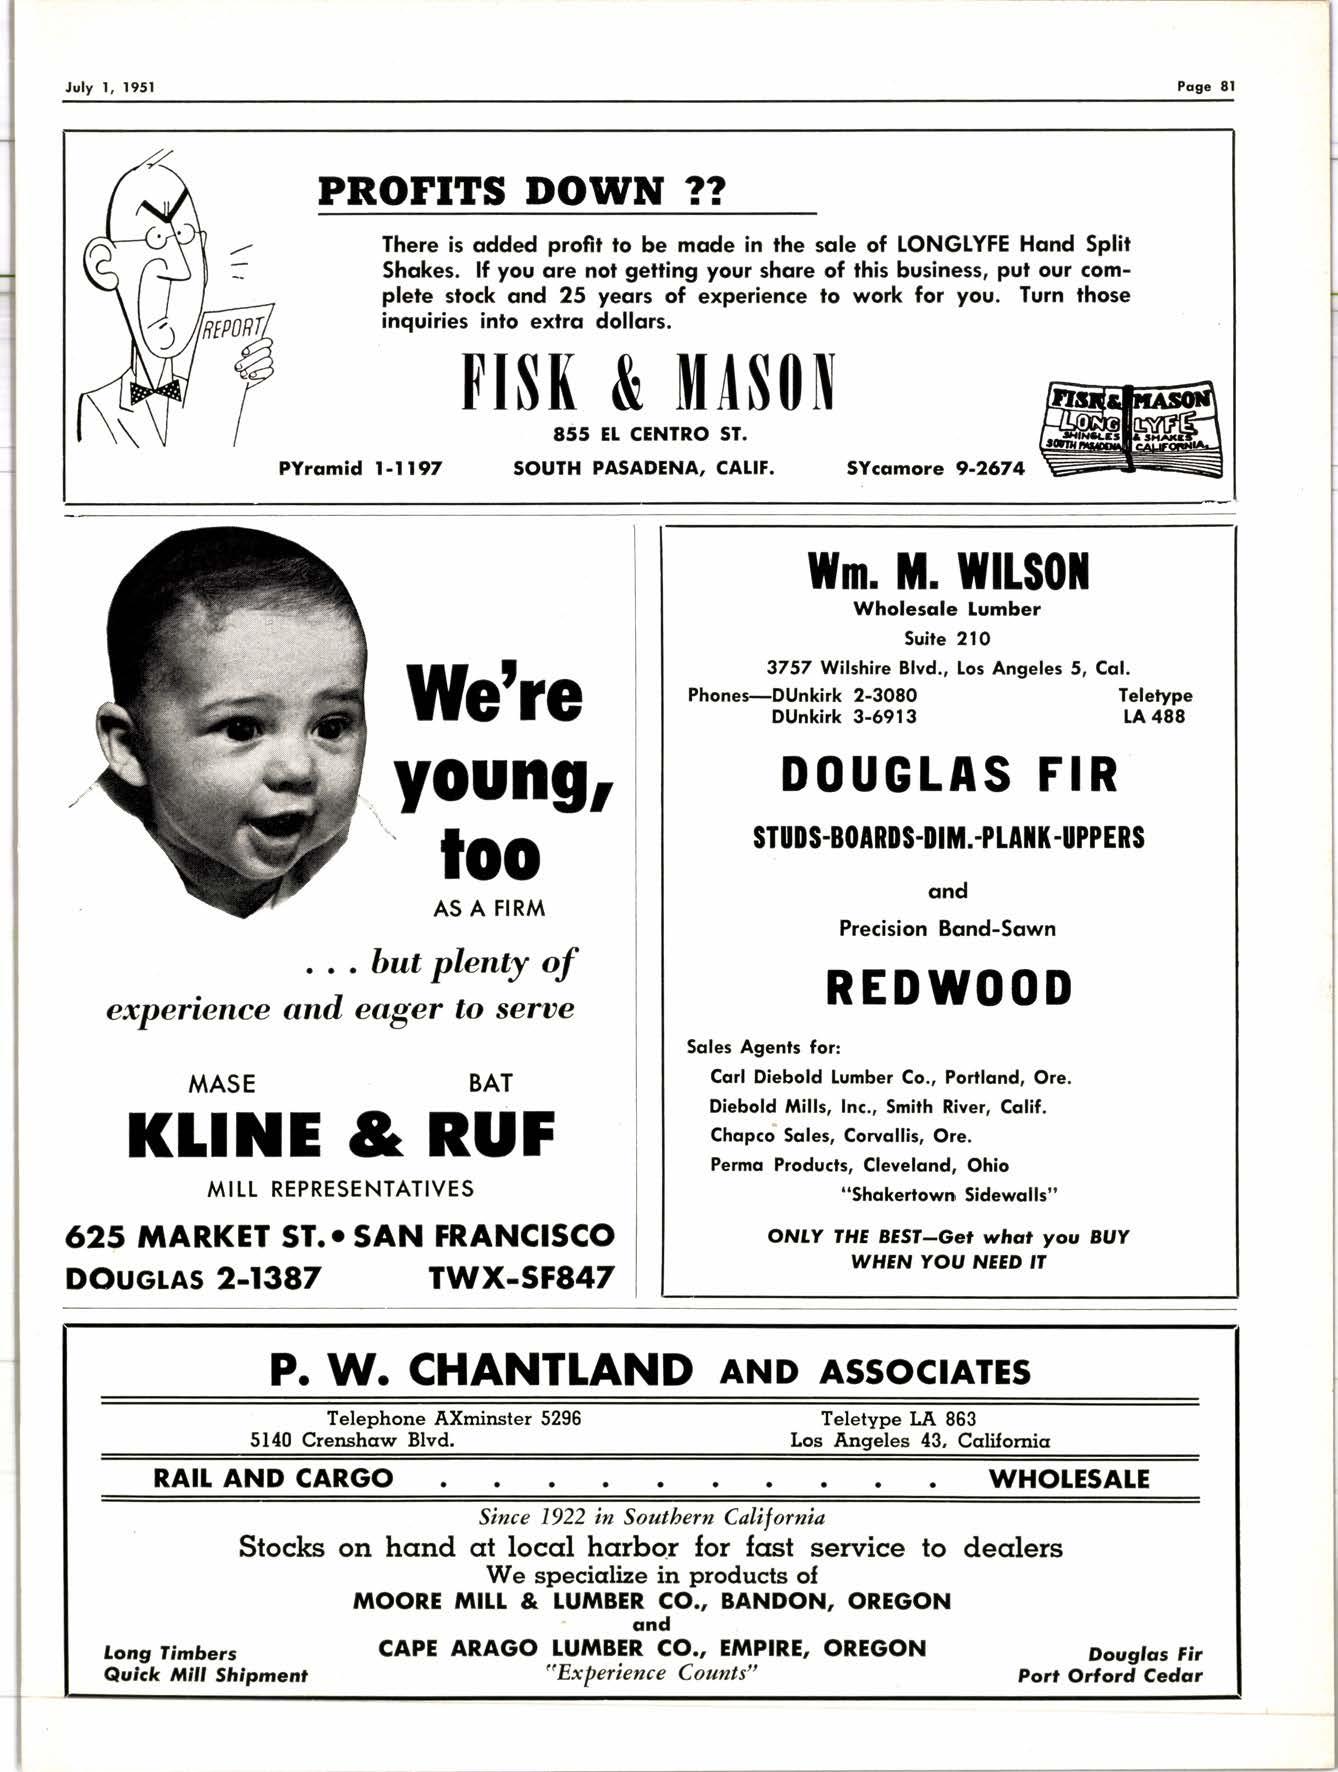 July 1, 1951
Page 81
PROFITS DOWN ??
REPORT
There is added profit to be made in the sale of LONGLYFE Hand Split
Shakes. If you are not getting your share of this business, put our com-
plete stock and 25 years of experience to work for you. Turn those
inquiries into extra dollars.
FISK & MASON
855 EL CENTRO ST.
PYramid 1-1197 SOUTH PASADENA, CALIF. SYcamore 9-2674
FISK & MASON
LONG LYFE
SHINGLES & SHAKES
SOUTH PASADENA CALIFORNIA.
We're
young,
too
AS A FIRM
. . . but plenty of
experience and eager to serve
MASE BAT
KLINE & RUF
MILL REPRESENTATIVES
625 MARKET ST. • SAN FRANCISCO
DOUGLAS 2-1387 TWX-SF847
Wm. M. WILSON
Wholesale Lumber
Suite 210
3757 Wilshire Blvd., Los Angeles 5, Cal.
Phones—DUnkirk 2-3080 Teletype
DUnkirk 3-6913 LA 488
DOUGLAS FIR
STUDS-BOARDS-DIM.-PLANK-UPPERS
and
Precision Band-Sawn
REDWOOD
Sales Agents for:
Carl Diebold Lumber Co., Portland, Ore.
Diebold Mills, Inc., Smith River, Calif.
Chapco Sales, Corvallis, Ore.
Perma Products, Cleveland, Ohio
"Shakertown Sidewalls"
ONLY THE BEST—Get what you BUY
WHEN YOU NEED IT
P. W. CHANTLAND AND ASSOCIATES
Telephone AXminster 5296 Teletype LA 863
5140 Crenshaw Blvd. Los Angeles 43, California
RAIL AND CARGO . . . . . . . . . . WHOLESALE
Since 1922 in Southern California
Stocks on hand at local harbor for fast service to dealers
We specialize in products of
MOORE MILL & LUMBER CO., BANDON, OREGON
and
CAPE ARAGO LUMBER CO., EMPIRE, OREGON
"Experience Counts"
Long Timbers
Quick Mill Shipment
Douglas Fir
Port Orford Cedar